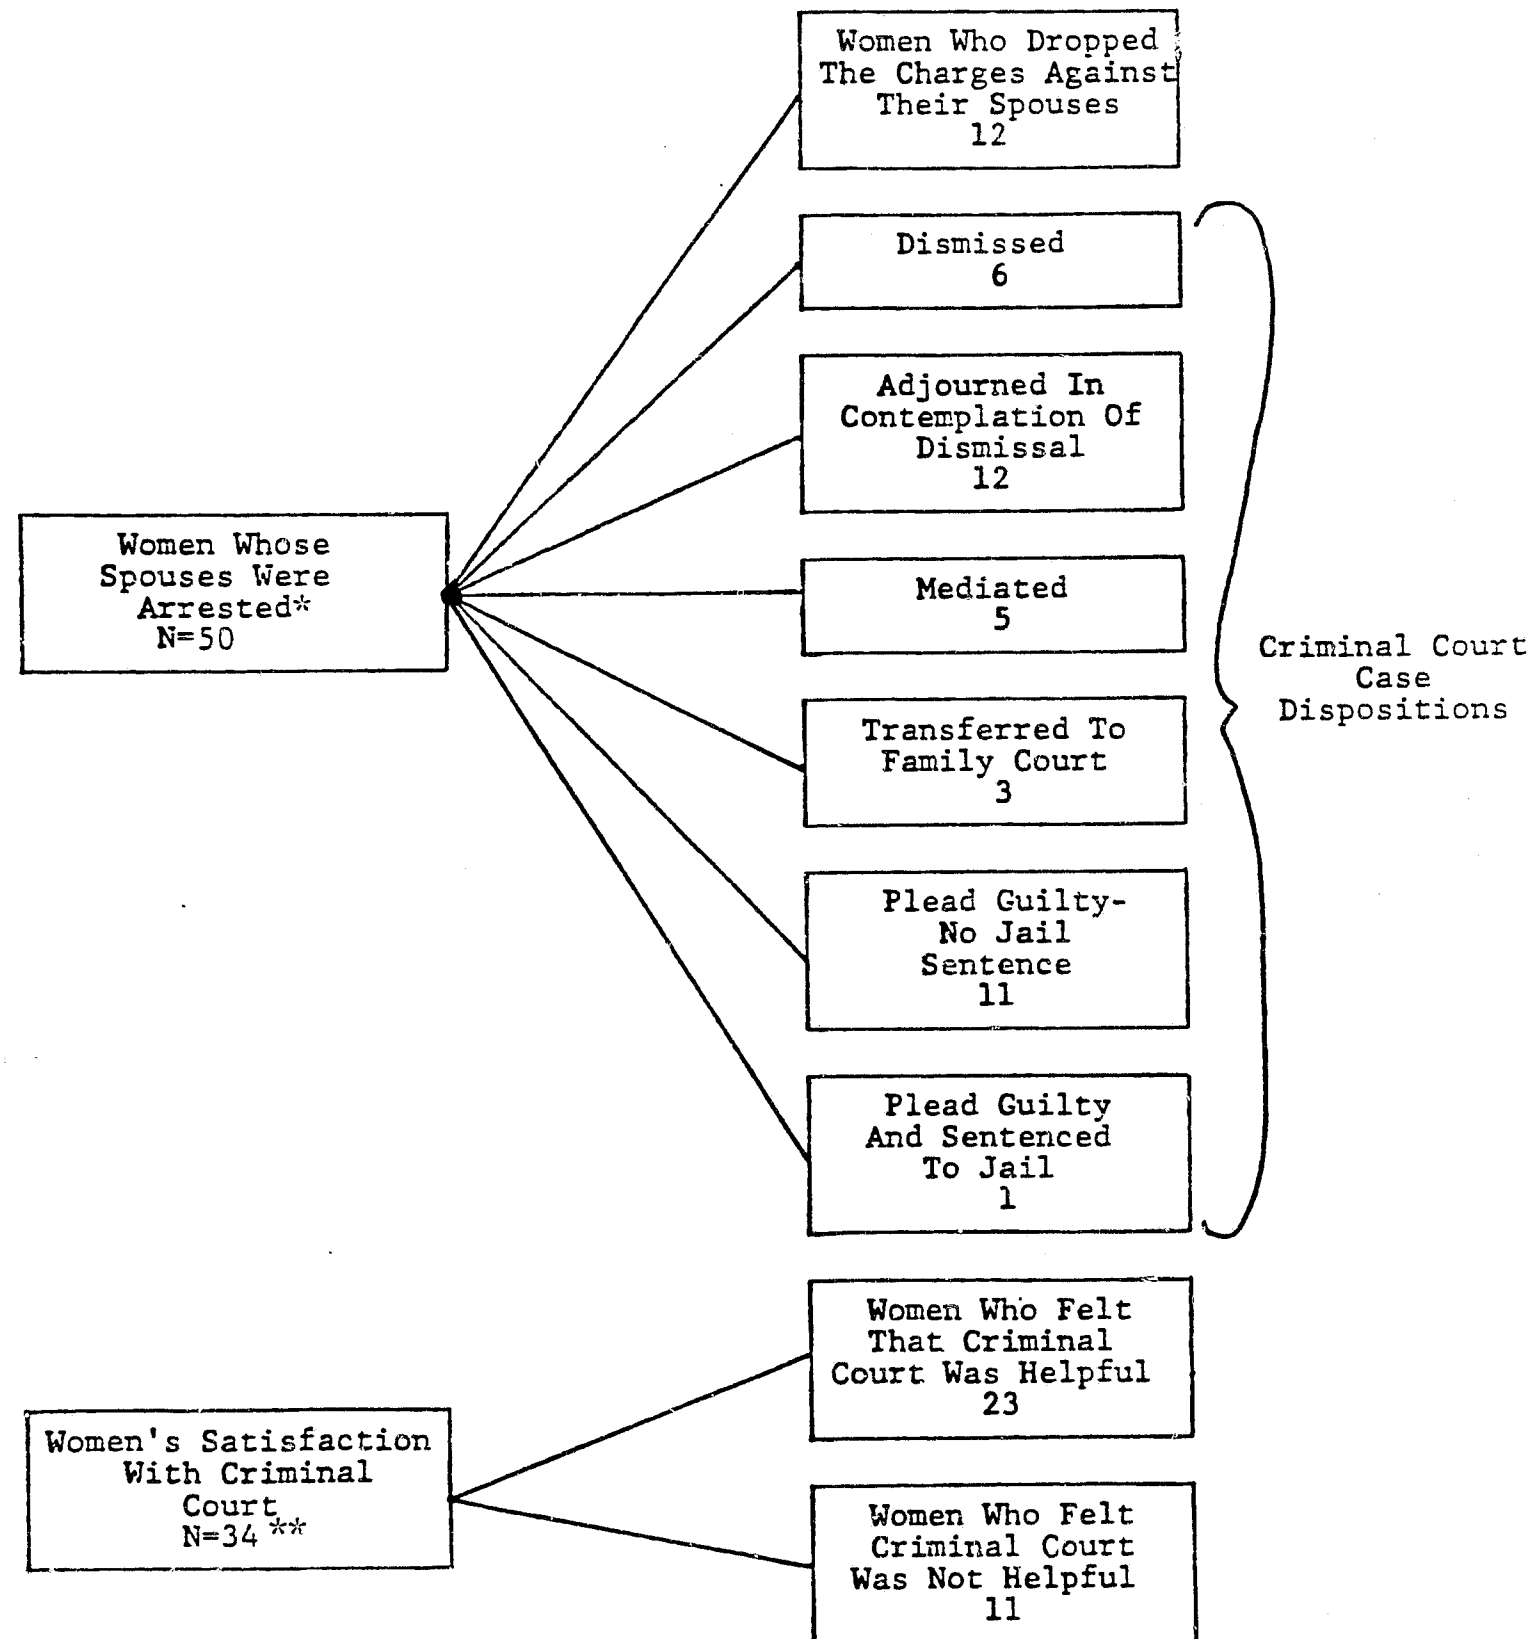 Women Who Dropped
The Charges Against
Their Spouses
12
Dismissed
6
Adjourned In
Contemplation Of
Dismissal
12
Women Whose
Spouses Were
Arrested*
N=50
Mediated
5
Criminal Court
Case
Dispositions
Transferred To
Family Court
3
Plead Guilty-
No Jail
Sentence
11
Plead Guilty
And Sentenced
To Jail
1
Women Who Felt
That Criminal
Court Was Helpful
23
Women's Satisfaction
With Criminal
Court
N=34 **
Women Who Felt
Criminal Court
Was Not Helpful
11